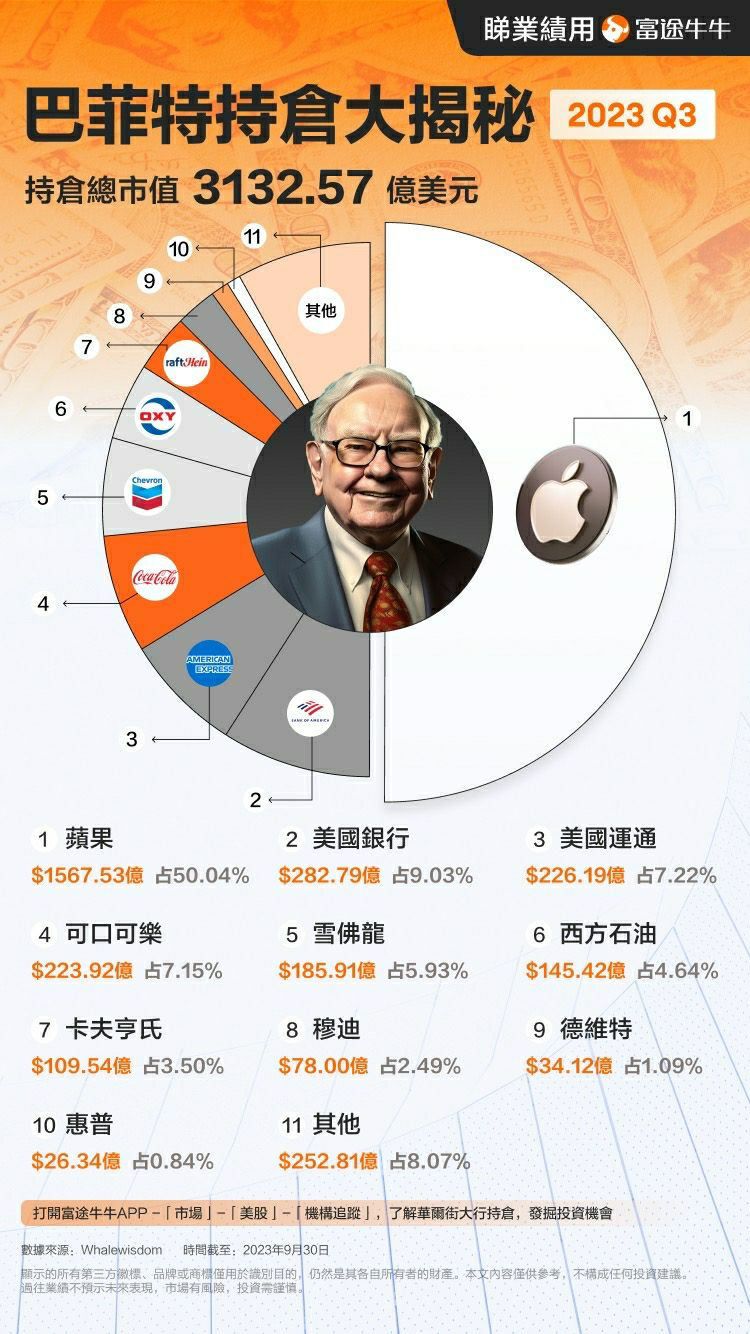 睇業績用 富途牛牛
巴菲特持倉大揭秘 2023 Q3
持倉總市值 3132.57 億美元
11
10
其他
9
8
7
raft Hein
6
OXY
1
Chevron
5
Coca-Cola
4
AMERICAN
EXPRESS
BANK OF AMERICA
3
2
1 蘋果
$1567.53億 占50.04%
2 美國銀行
$282.79億 占9.03%
3 美國運通
$226.19億 占7.22%
4 可口可樂
$223.92億 占7.15%
5 雪佛龍
$185.91億 占5.93%
6 西方石油
$145.42億 占4.64%
7 卡夫亨氏
$109.54億 占3.50%
8 穆迪
$78.00億 占2.49%
9 德維特
$34.12億 占1.09%
10 惠普
$26.34億 占0.84%
11 其他
$252.81億 占8.07%
打開富途牛牛APP－「市場」－「美股」－「機構追蹤」，了解華爾街大行持倉，發掘投資機會
數據來源：Whalewisdom 時間截至：2023年9月30日
顯示的所有第三方徽標、品牌或商標僅用於識別目的，仍然是其各自所有者的財產。本文內容僅供參考，不構成任何投資建議。
過往業績不預示未來表現，市場有風險，投資需謹慎。